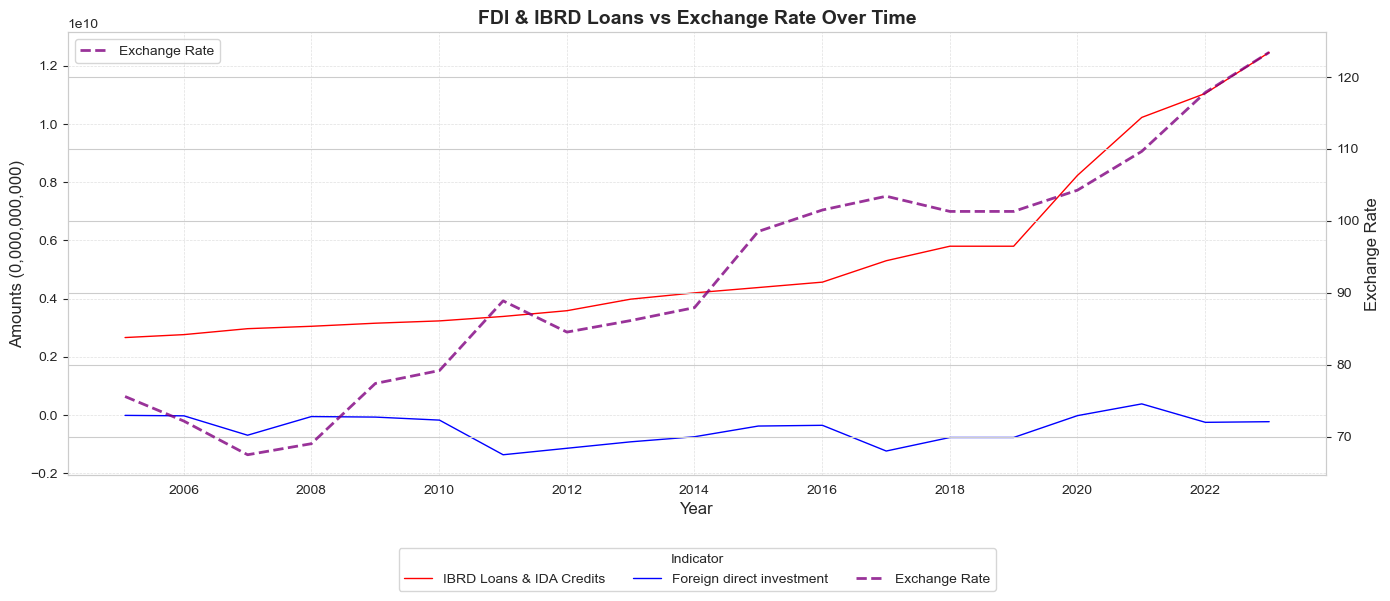 FDI & IBRD Loans vs Exchange Rate Over Time
1e10
Exchange Rate
1.2
1.0
0.8
0.6
0.4
0.2
0.0
−0.2
Amounts (0,000,000,000)
120
110
100
90
80
70
Exchange Rate
2006 2008 2010 2012 2014 2016 2018 2020 2022
Year
Indicator
IBRD Loans & IDA Credits Foreign direct investment Exchange Rate